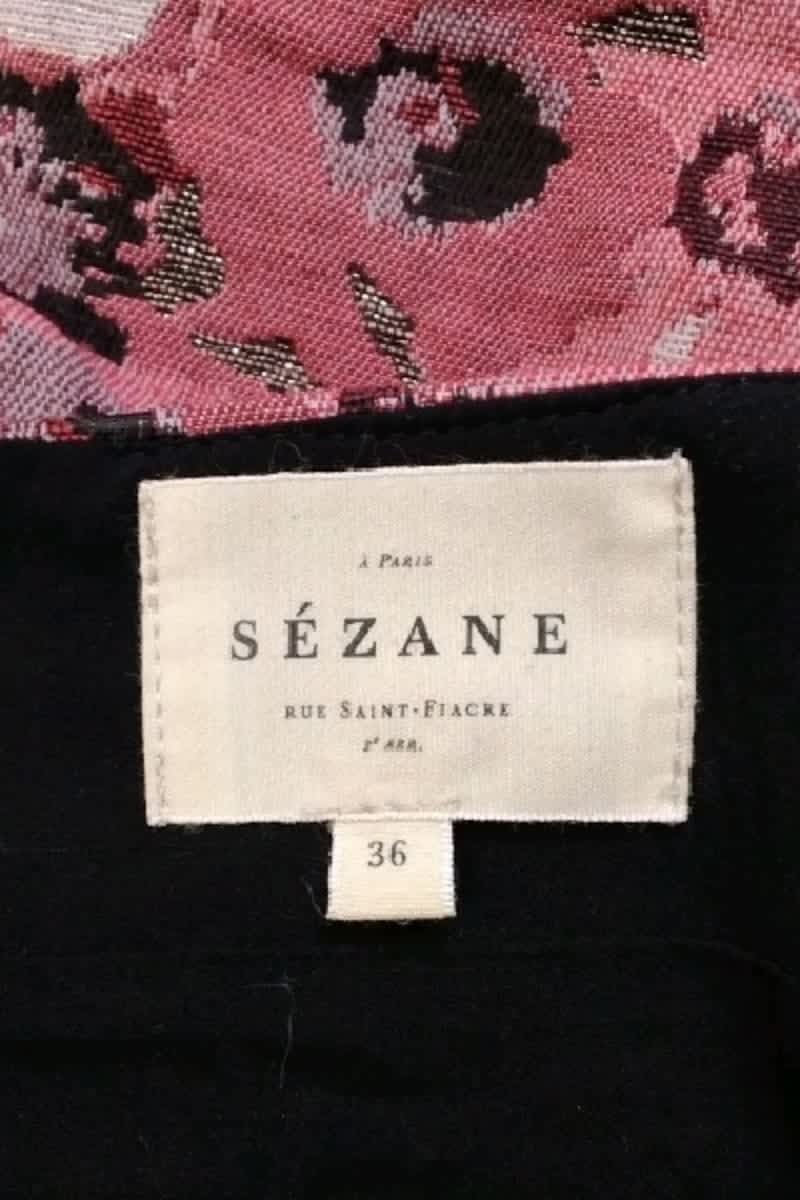 À PARIS
SÉZANE
RUE SAINT-FIACRE
2E ARR.
36